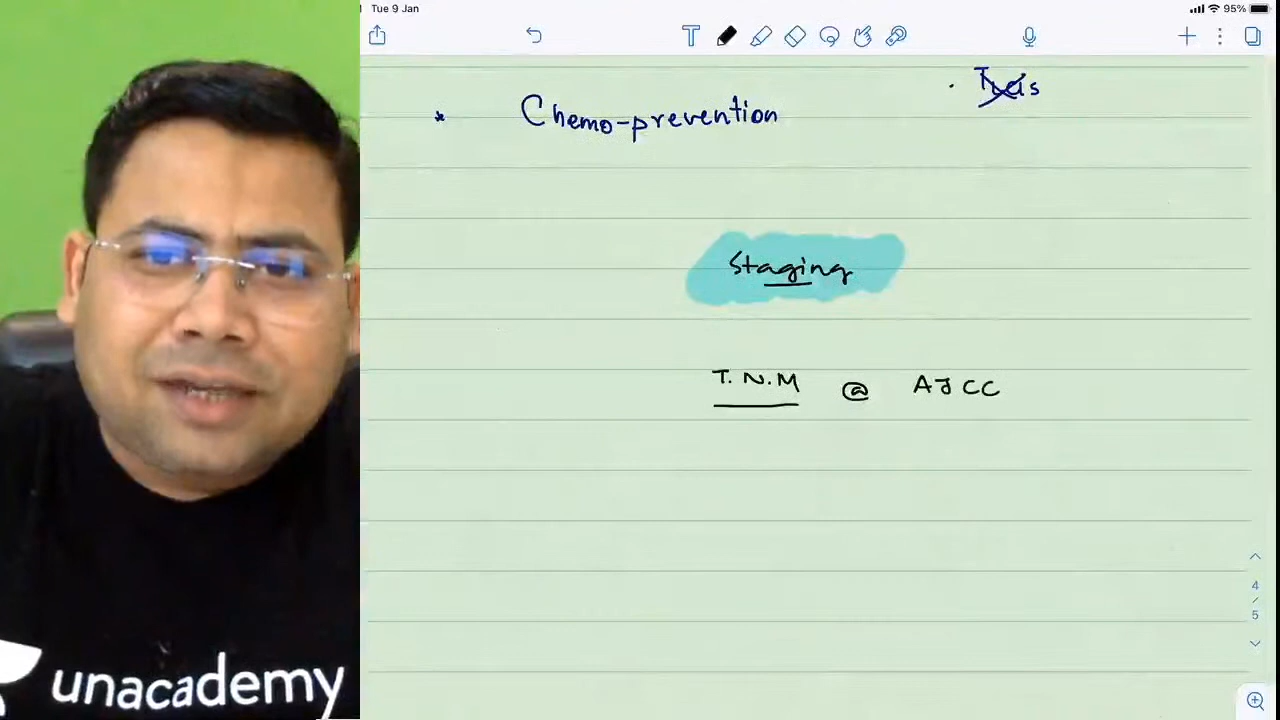 Tue 9 Jan
95%
T
* Chemo-prevention
Staging
T.N.M @ AJCC
4
5
unacademy